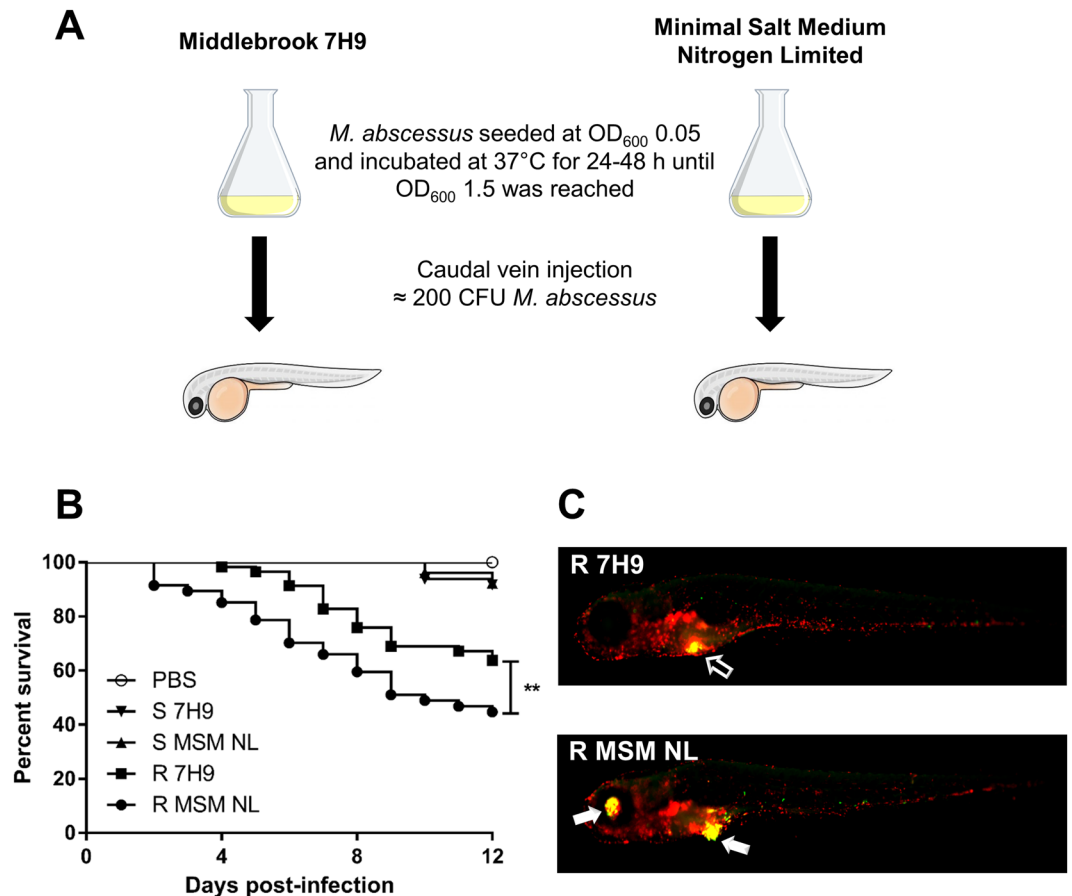 A
Middlebrook 7H9
Minimal Salt Medium
Nitrogen Limited
M. abscessus seeded at OD600 0.05
and incubated at 37°C for 24-48 h until
OD600 1.5 was reached
Caudal vein injection
≈ 200 CFU M. abscessus
B
Percent survival
100
80
60
40
20
0
PBS
S 7H9
S MSM NL
R 7H9
R MSM NL
**
0 4 8 12
Days post-infection
C
R 7H9
R MSM NL